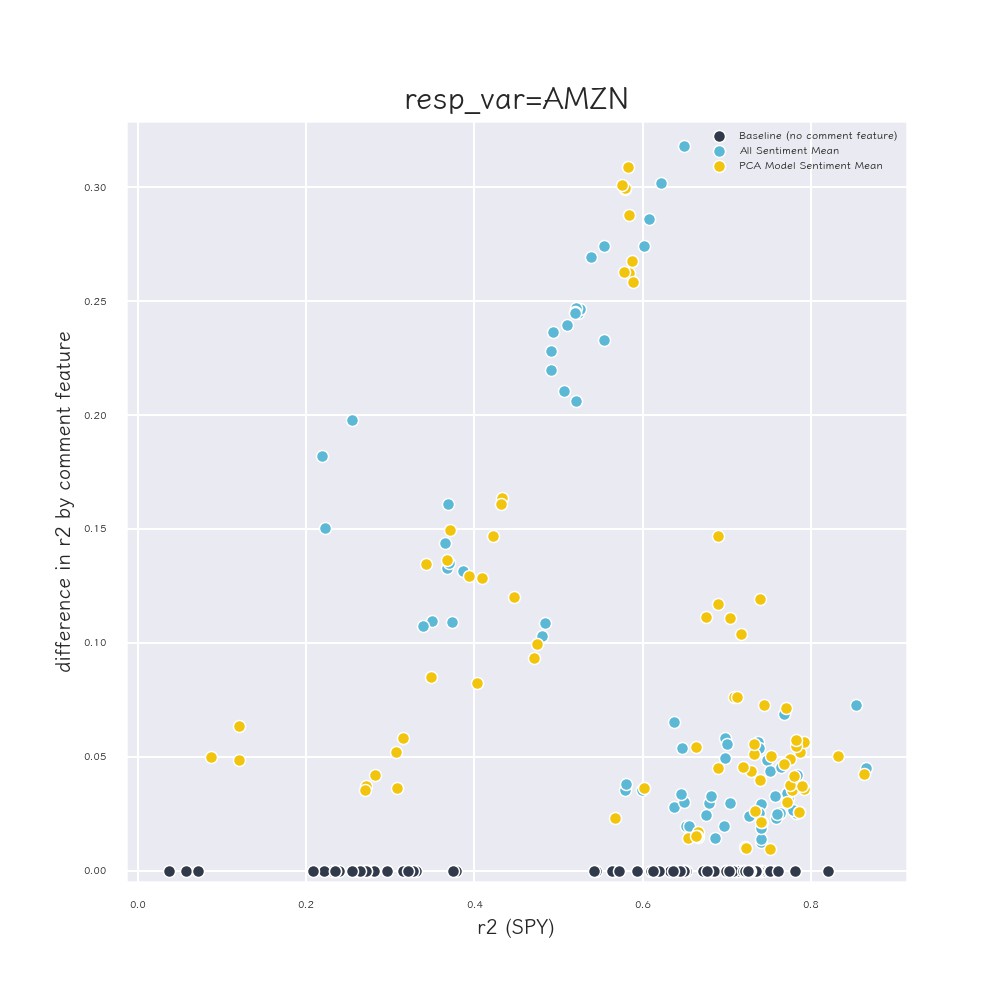 resp_var=AMZN
Baseline (no comment feature)
All Sentiment Mean
PCA Model Sentiment Mean
difference in r2 by comment feature
0.30
0.25
0.20
0.15
0.10
0.05
0.00
0.0 0.2 0.4 0.6 0.8
r2 (SPY)